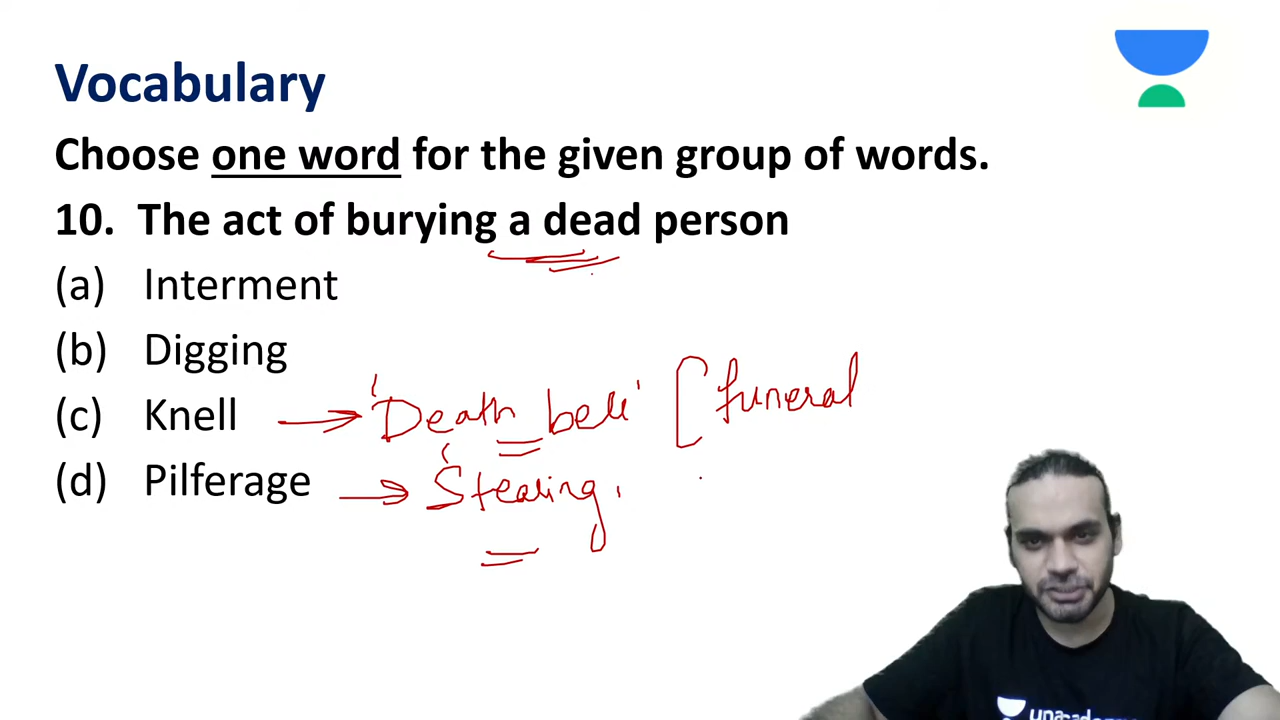 Vocabulary
Choose one word for the given group of words.
10. The act of burying a dead person
(a) Interment
(b) Digging
(c) Knell → 'Death bell' [funeral
(d) Pilferage → 'Stealing.